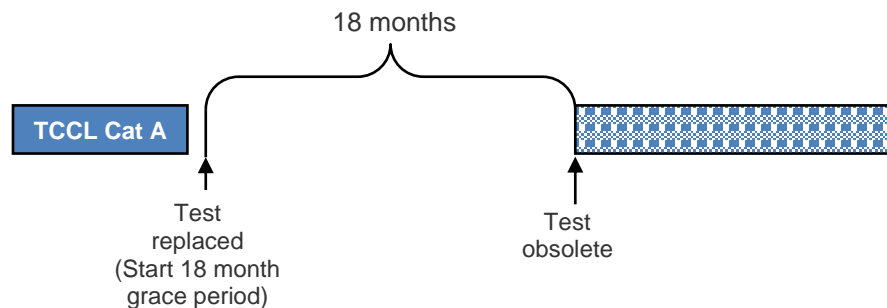 18 months
TCCL Cat A
Test
replaced
(Start 18 month
grace period)
Test
obsolete